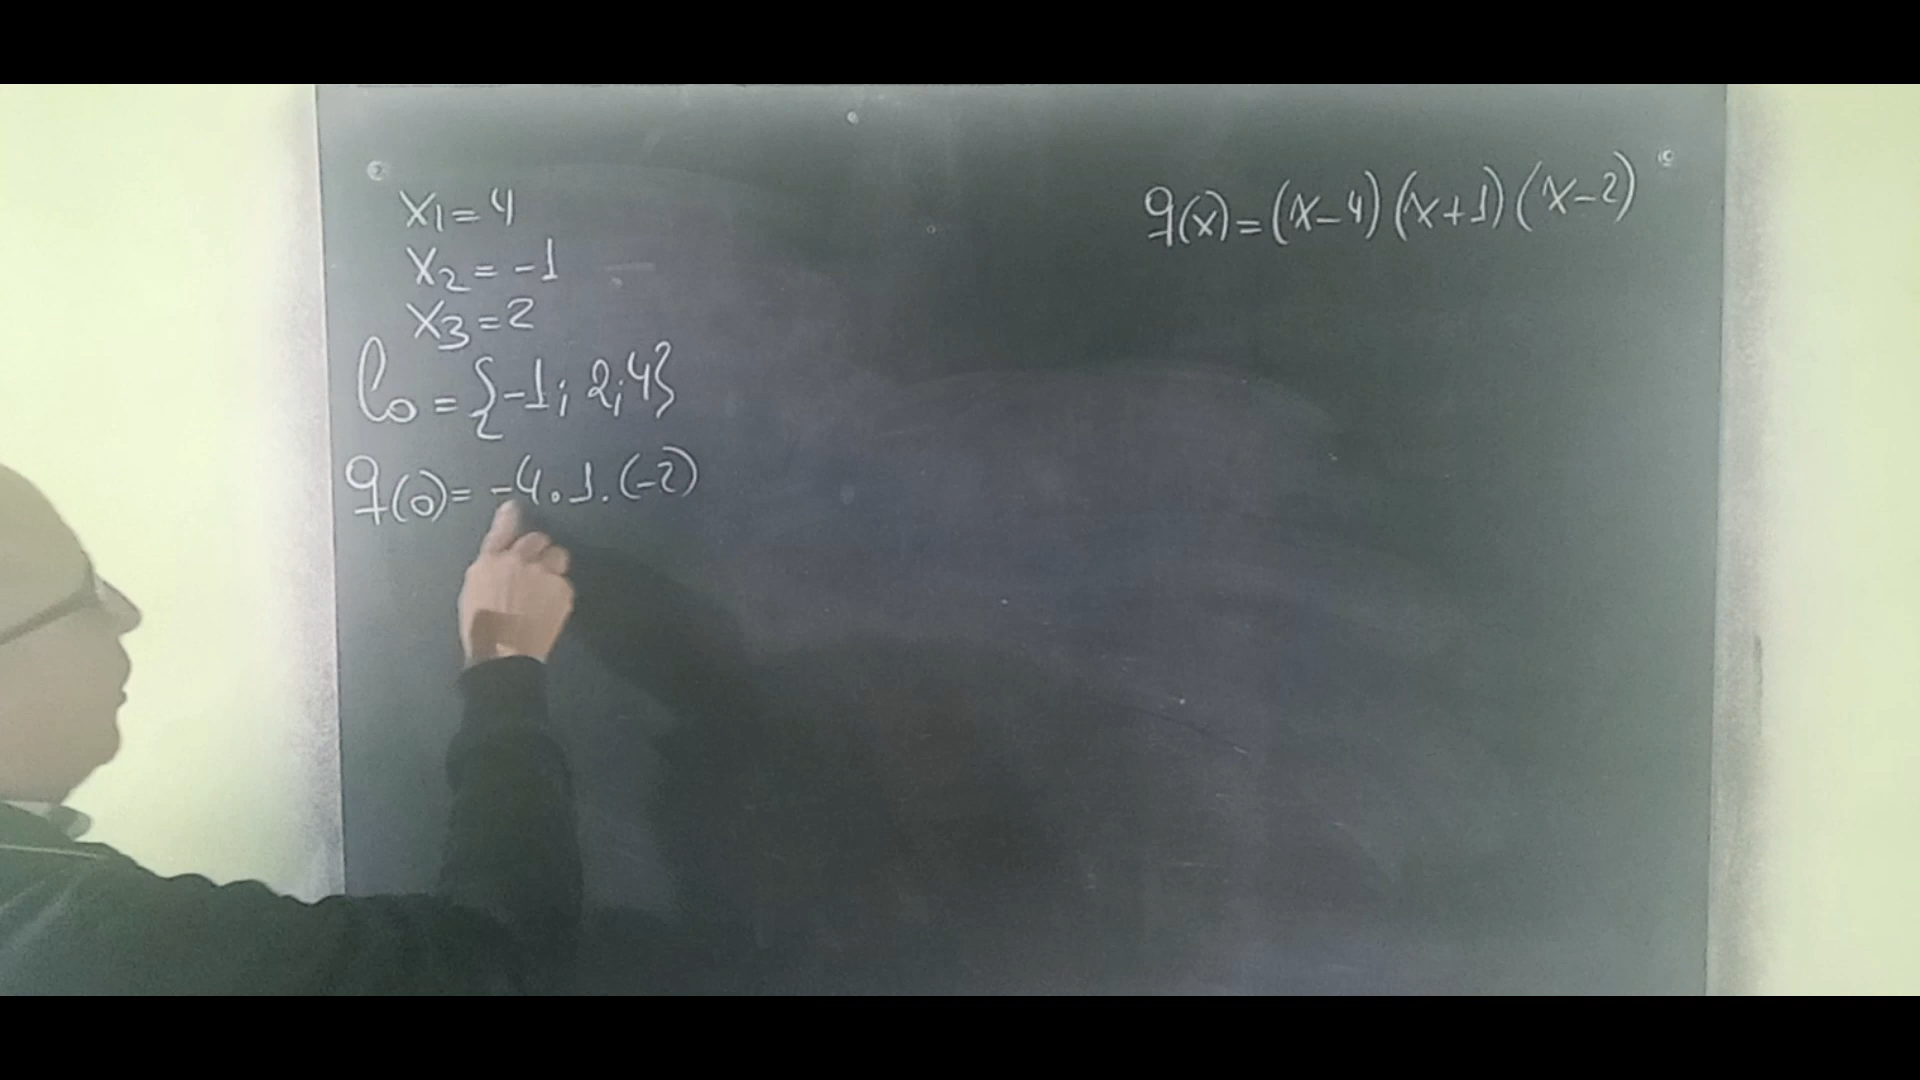 x₁ = 4
x₂ = -1
x₃ = 2
C₀ = {-1; 2; 4}
q(0) = -4 . 1 . (-2)
q(x) = (x-4)(x+1)(x-2)